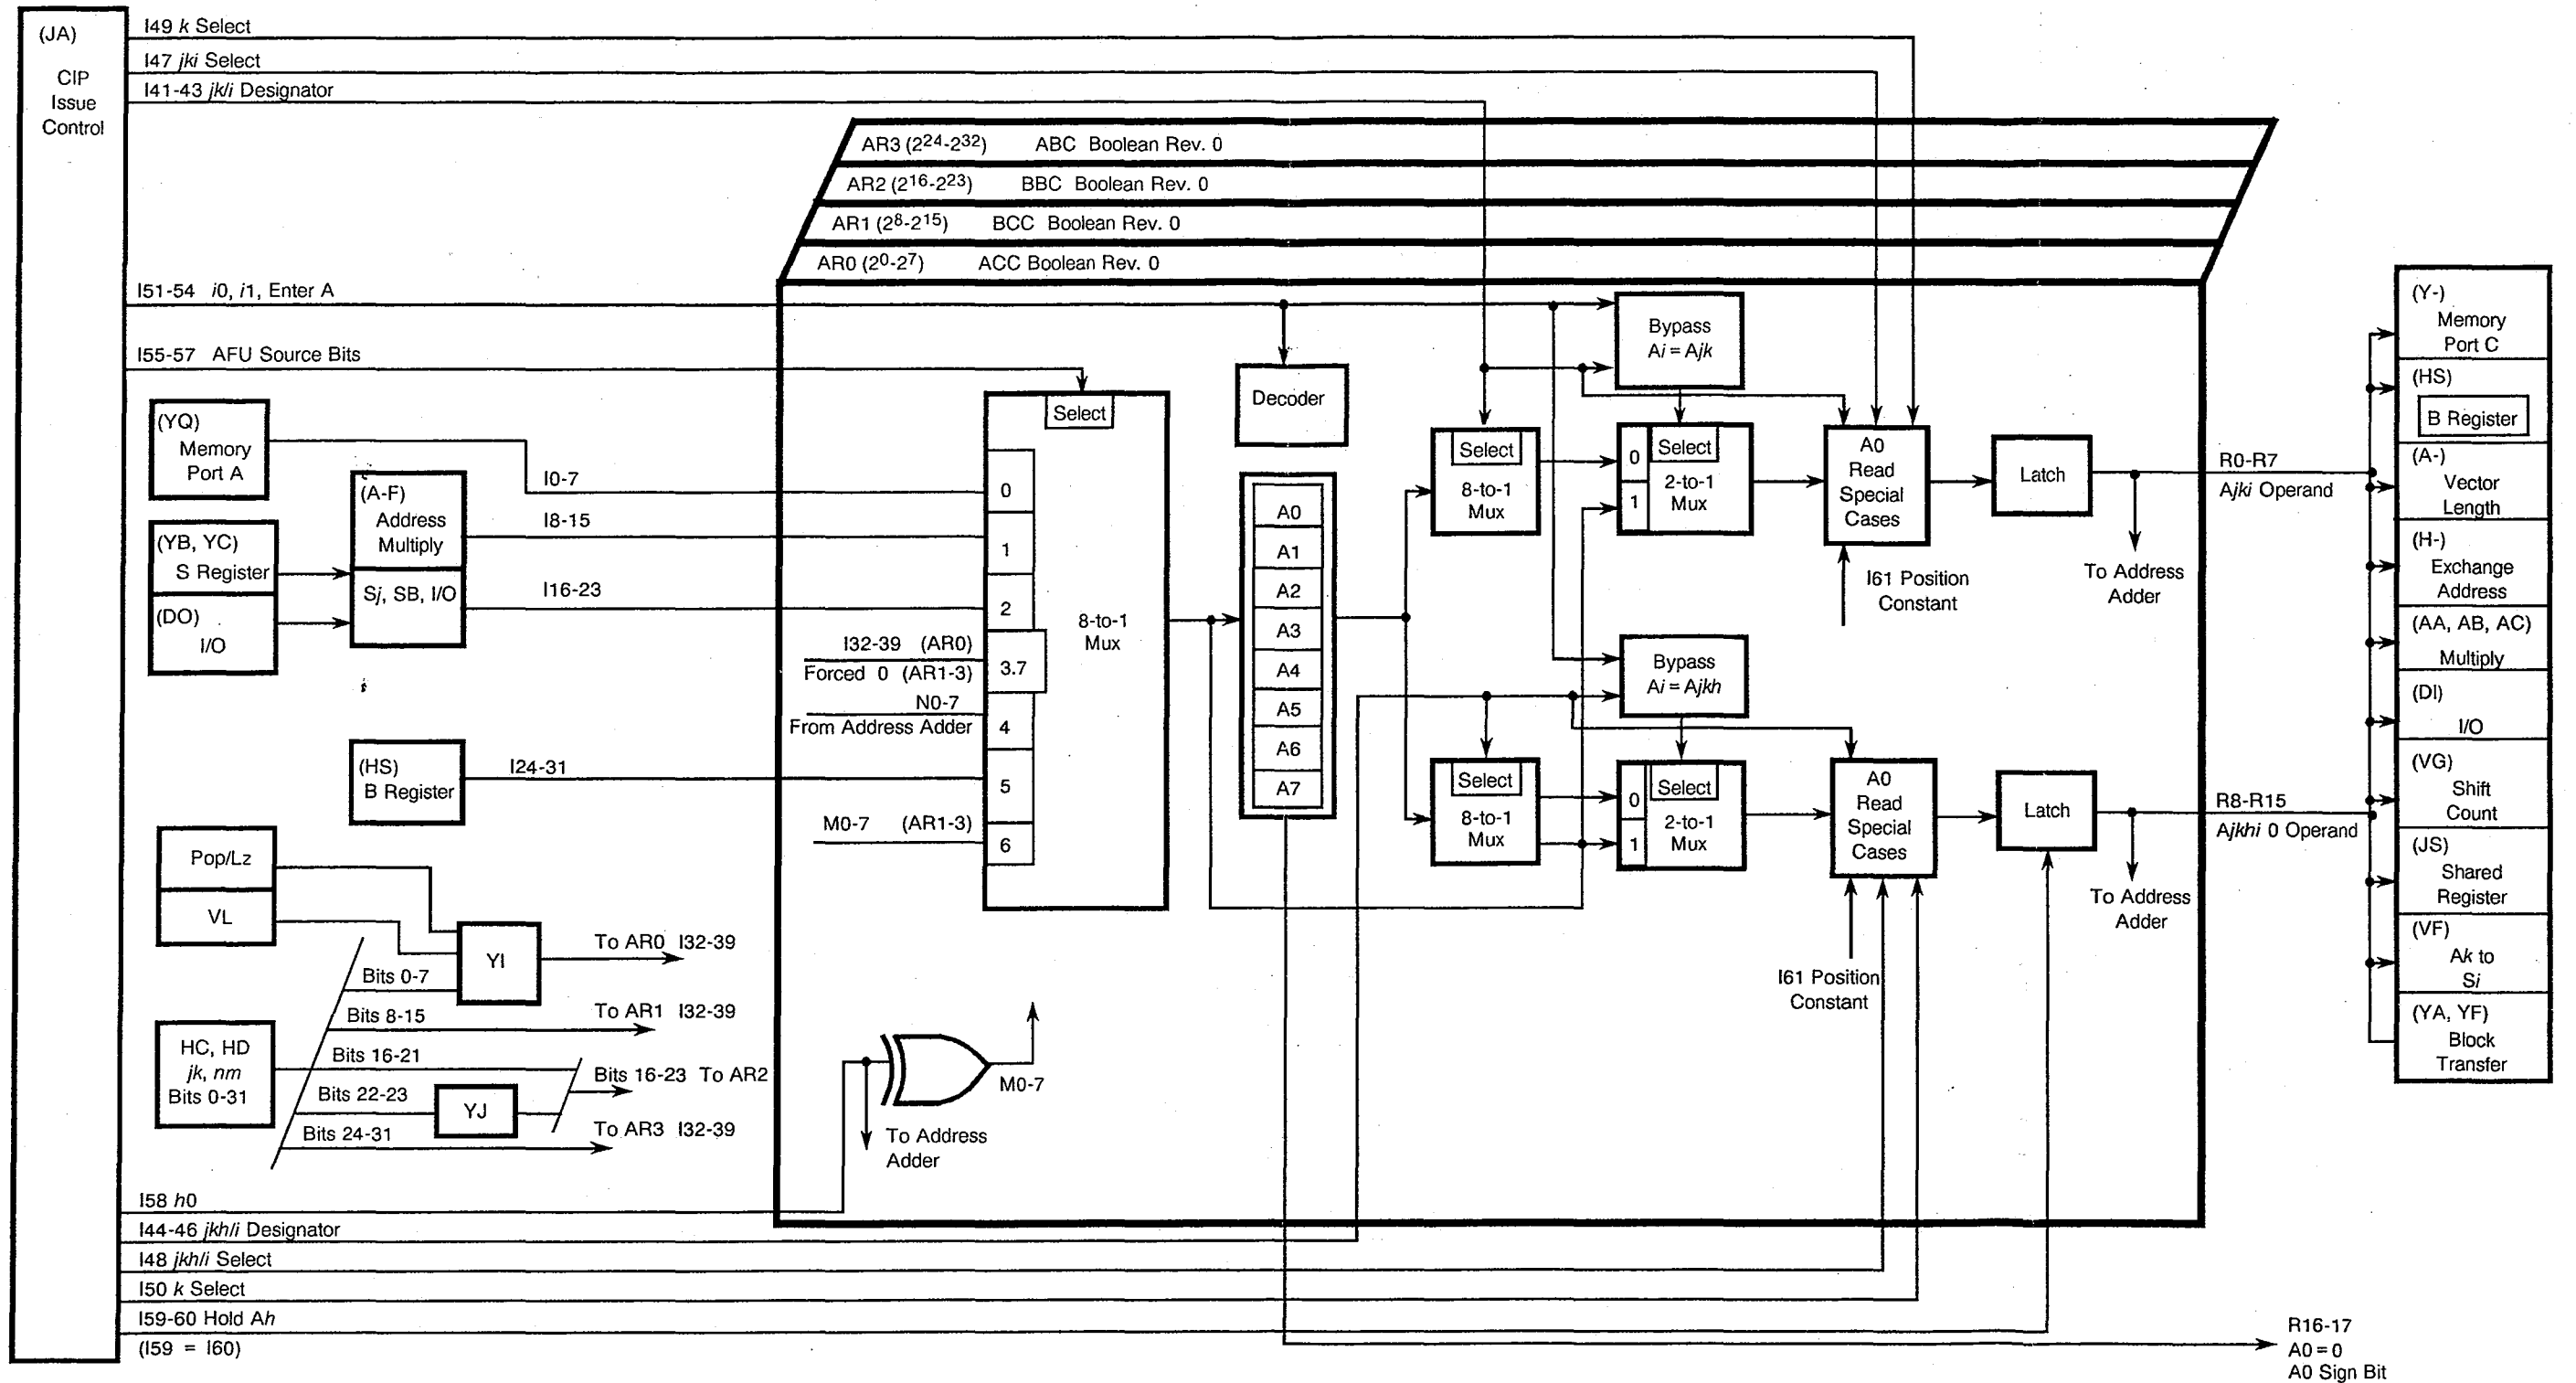 (JA)
CIP
Issue
Control
I49 k Select
I47 jki Select
I41-43 jk/i Designator
AR3 (2^24-2^32) ABC Boolean Rev. 0
AR2 (2^16-2^23) BBC Boolean Rev. 0
AR1 (2^8-2^15) BCC Boolean Rev. 0
AR0 (2^0-2^7) ACC Boolean Rev. 0
I51-54 i0, i1, Enter A
I55-57 AFU Source Bits
(YQ)
Memory
Port A
I0-7
(A-F)
Address
Multiply
I8-15
(YB, YC)
S Register
Sj, SB, I/O
I16-23
(DO)
I/O
I32-39 (AR0)
Forced 0 (AR1-3)
N0-7
From Address Adder
(HS)
B Register
I24-31
M0-7 (AR1-3)
Select
0
1
2
3.7
4
5
6
8-to-1
Mux
Decoder
A0
A1
A2
A3
A4
A5
A6
A7
Bypass
Ai = Ajk
Select
8-to-1
Mux
0
1
Select
2-to-1
Mux
A0
Read
Special
Cases
Latch
I61 Position
Constant
To Address
Adder
R0-R7
Ajki Operand
Bypass
Ai = Ajkh
Select
8-to-1
Mux
0
1
Select
2-to-1
Mux
A0
Read
Special
Cases
Latch
I61 Position
Constant
To Address
Adder
R8-R15
Ajkhi 0 Operand
(Y-)
Memory
Port C
(HS)
B Register
(A-)
Vector
Length
(H-)
Exchange
Address
(AA, AB, AC)
Multiply
(DI)
I/O
(VG)
Shift
Count
(JS)
Shared
Register
(VF)
Ak to
Si
(YA, YF)
Block
Transfer
Pop/Lz
VL
YI
To AR0 I32-39
Bits 0-7
Bits 8-15
To AR1 I32-39
HC, HD
jk, nm
Bits 0-31
Bits 16-21
Bits 16-23 To AR2
Bits 22-23
YJ
Bits 24-31
To AR3 I32-39
M0-7
To Address
Adder
I58 h0
I44-46 jkh/i Designator
I48 jkh/i Select
I50 k Select
I59-60 Hold Ah
(I59 = I60)
R16-17
A0 = 0
A0 Sign Bit